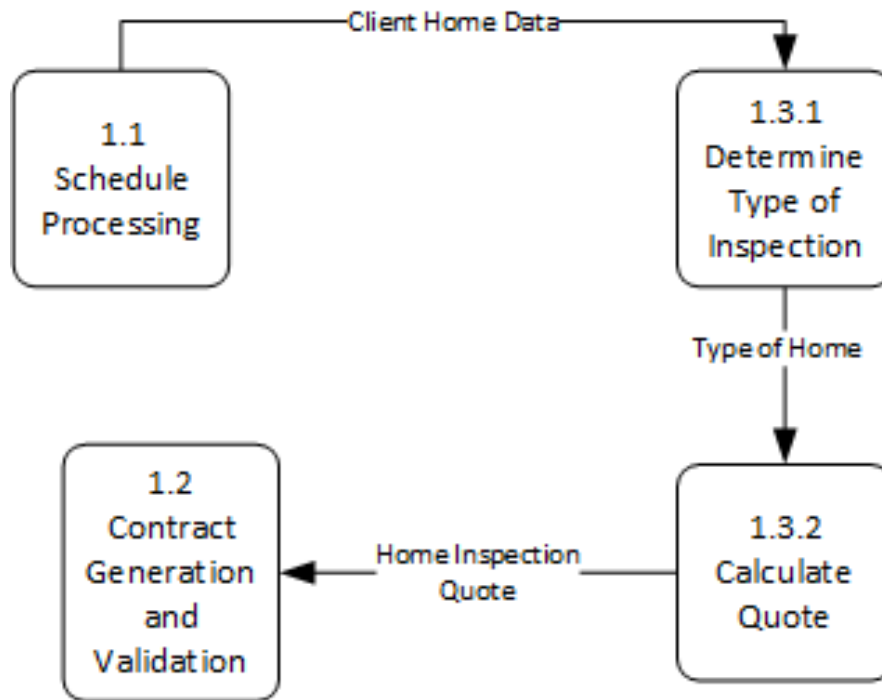 Client Home Data
1.1
Schedule
Processing
1.3.1
Determine
Type of
Inspection
Type of Home
1.3.2
Calculate
Quote
Home Inspection
Quote
1.2
Contract
Generation
and
Validation